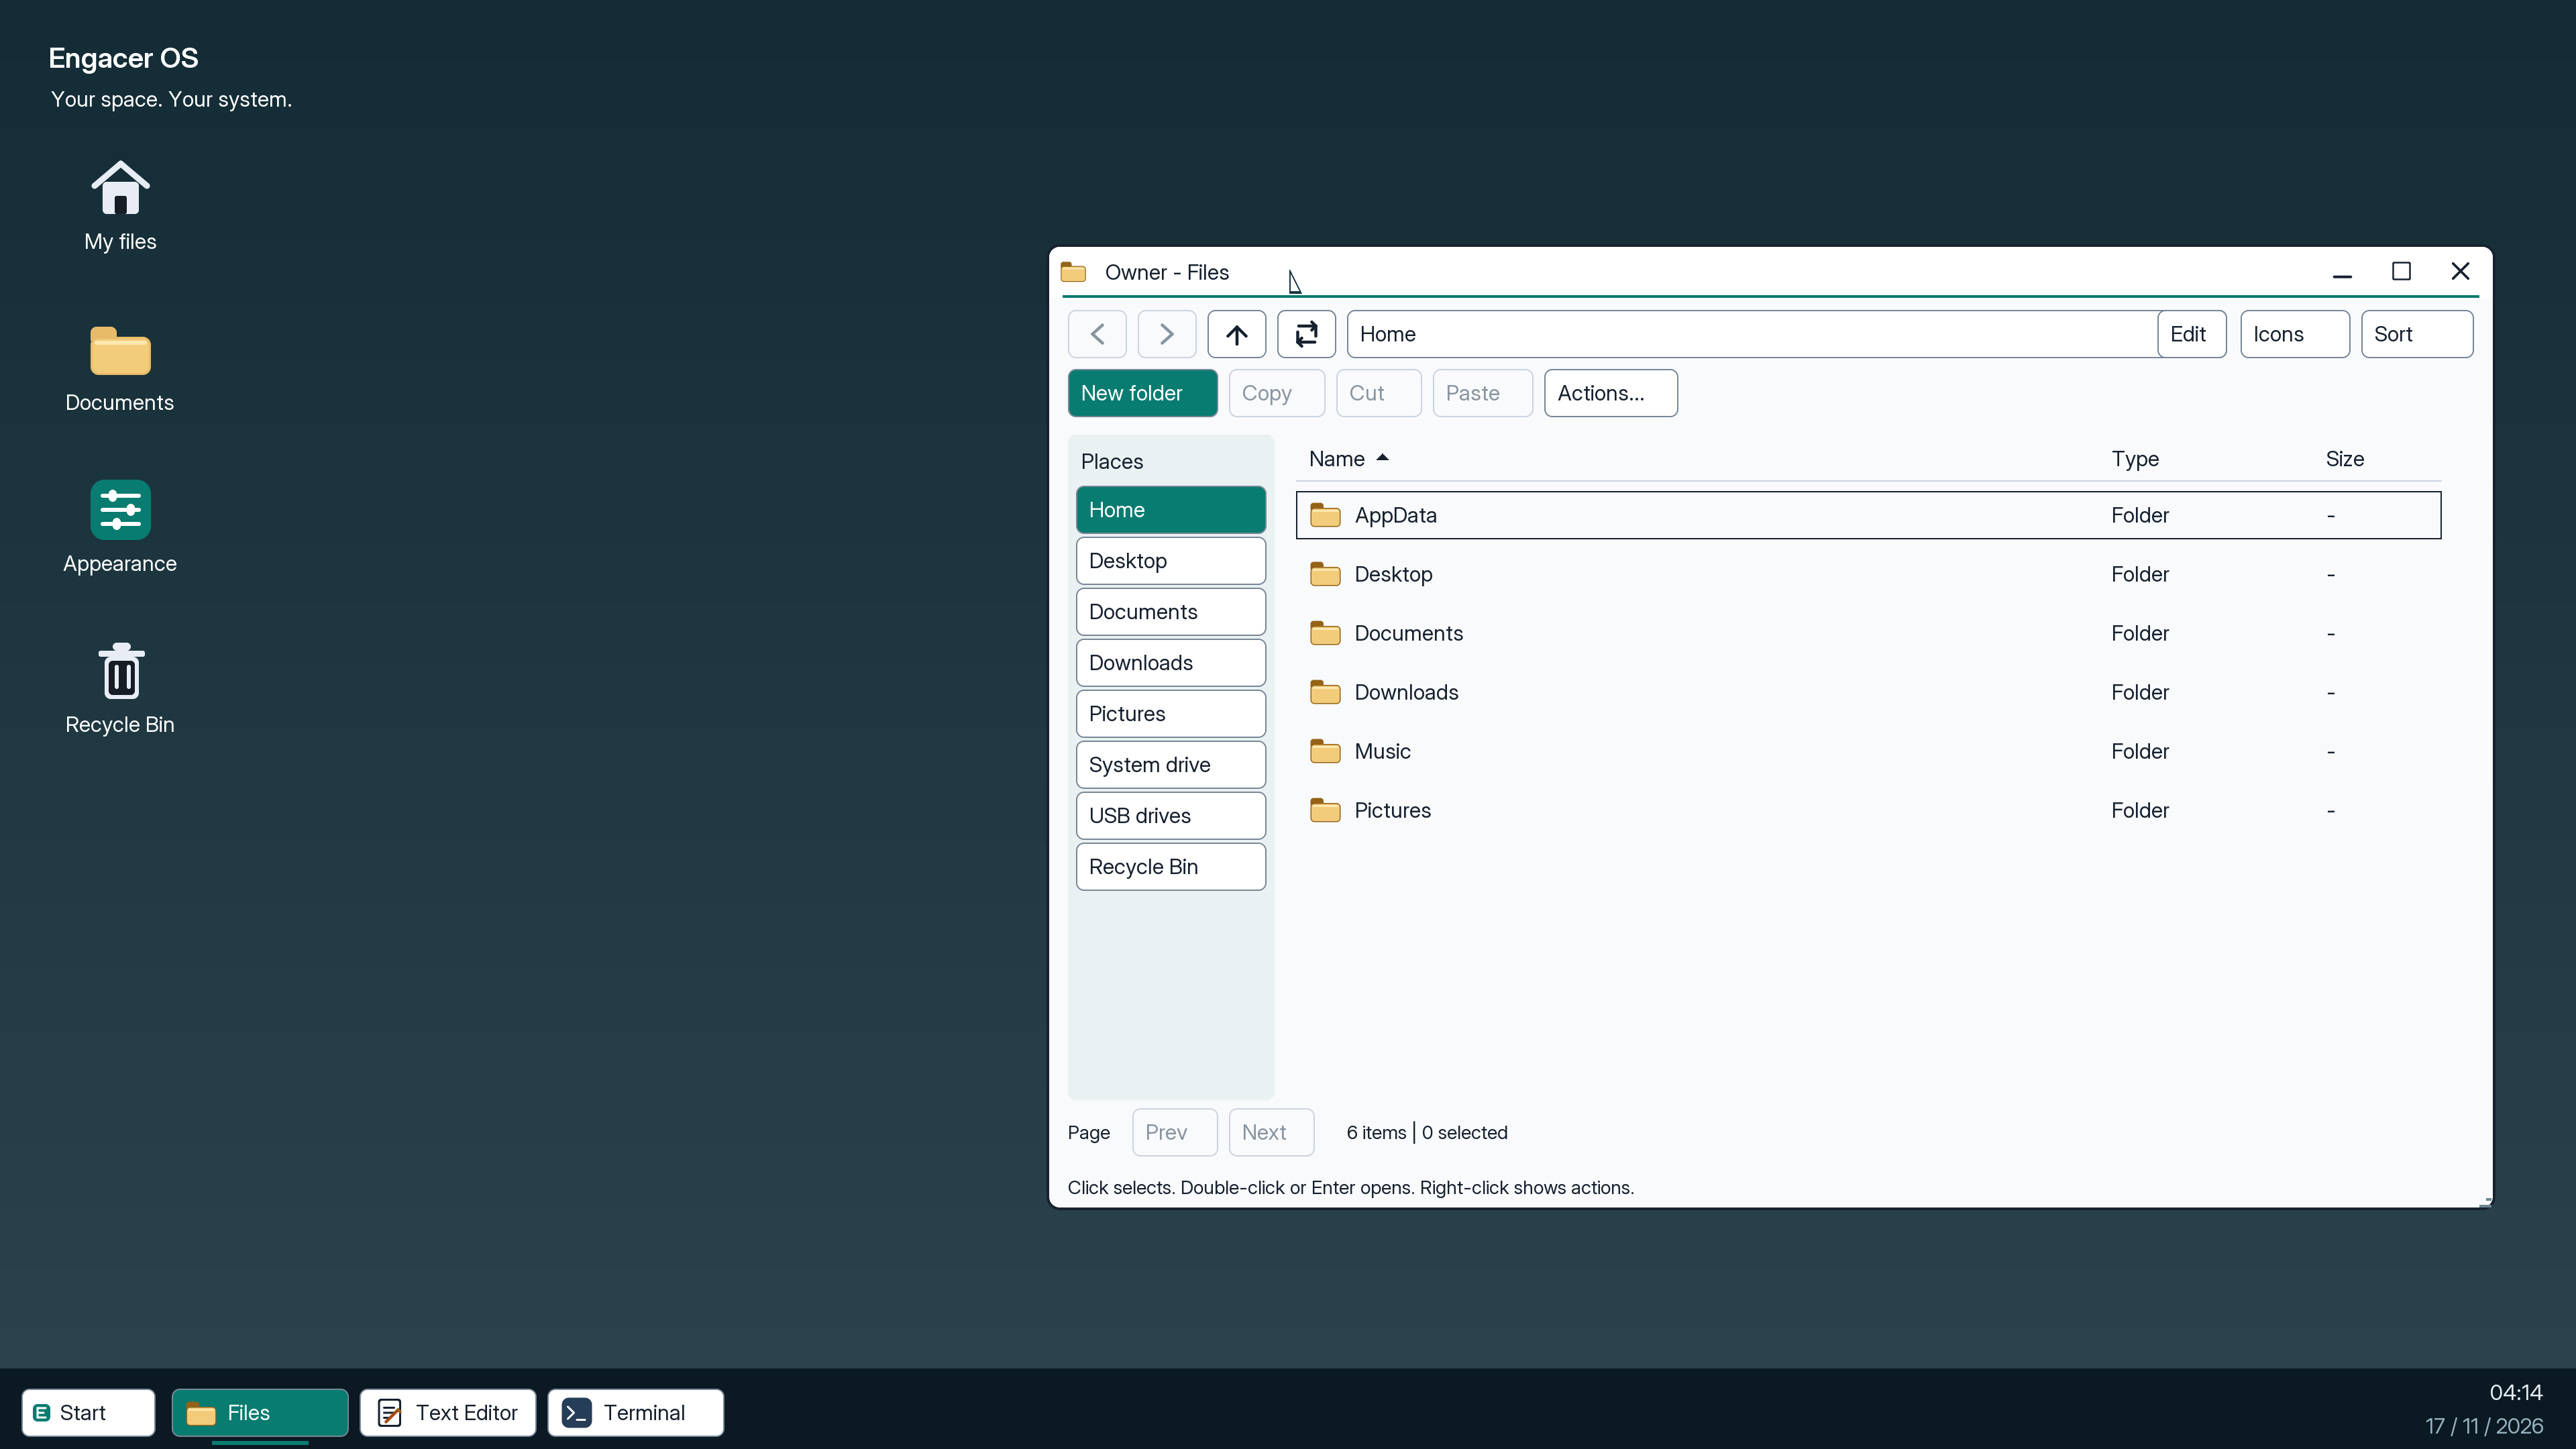 Engacer OS
Your space. Your system.
My files
Documents
Appearance
Recycle Bin
Owner - Files
Home
Edit
Icons
Sort
New folder
Copy
Cut
Paste
Actions...
Places
Home
Desktop
Documents
Downloads
Pictures
System drive
USB drives
Recycle Bin
Name Type Size
AppData Folder -
Desktop Folder -
Documents Folder -
Downloads Folder -
Music Folder -
Pictures Folder -
Page Prev Next 6 items | 0 selected
Click selects. Double-click or Enter opens. Right-click shows actions.
E Start
Files
Text Editor
Terminal
04:14
17 / 11 / 2026